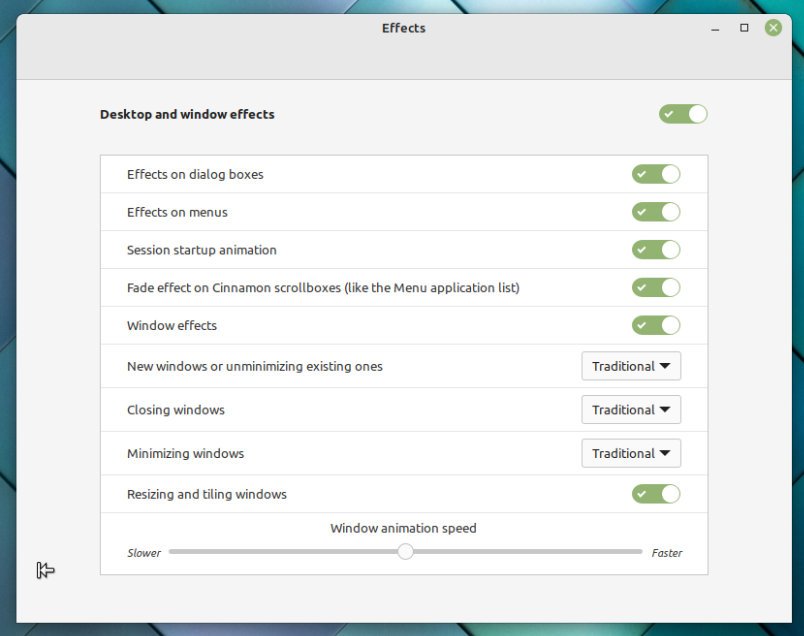 Effects
Desktop and window effects
Effects on dialog boxes
Effects on menus
Session startup animation
Fade effect on Cinnamon scrollboxes (like the Menu application list)
Window effects
New windows or unminimizing existing ones Traditional
Closing windows Traditional
Minimizing windows Traditional
Resizing and tiling windows
Window animation speed
Slower Faster